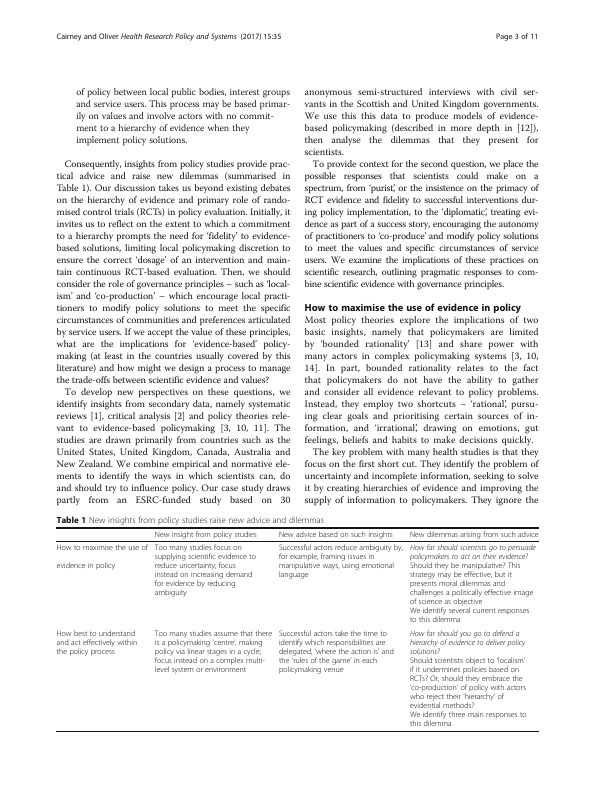 Cairney and Oliver Health Research Policy and Systems (2017) 15:35
Page 3 of 11
of policy between local public bodies, interest groups
and service users. This process may be based primar-
ily on values and involve actors with no commit-
ment to a hierarchy of evidence when they
implement policy solutions.
Consequently, insights from policy studies provide prac-
tical advice and raise new dilemmas (summarised in
Table 1). Our discussion takes us beyond existing debates
on the hierarchy of evidence and primary role of rando-
mised control trials (RCTs) in policy evaluation. Initially, it
invites us to reflect on the extent to which a commitment
to a hierarchy prompts the need for 'fidelity' to evidence-
based solutions, limiting local policymaking discretion to
ensure the correct 'dosage' of an intervention and main-
tain continuous RCT-based evaluation. Then, we should
consider the role of governance principles – such as 'local-
ism' and 'co-production' – which encourage local practi-
tioners to modify policy solutions to meet the specific
circumstances of communities and preferences articulated
by service users. If we accept the value of these principles,
what are the implications for 'evidence-based' policy-
making (at least in the countries usually covered by this
literature) and how might we design a process to manage
the trade-offs between scientific evidence and values?
To develop new perspectives on these questions, we
identify insights from secondary data, namely systematic
reviews [1], critical analysis [2] and policy theories rele-
vant to evidence-based policymaking [3, 10, 11]. The
studies are drawn primarily from countries such as the
United States, United Kingdom, Canada, Australia and
New Zealand. We combine empirical and normative ele-
ments to identify the ways in which scientists can, do
and should try to influence policy. Our case study draws
partly from an ESRC-funded study based on 30
anonymous semi-structured interviews with civil ser-
vants in the Scottish and United Kingdom governments.
We use this this data to produce models of evidence-
based policymaking (described in more depth in [12]),
then analyse the dilemmas that they present for
scientists.
To provide context for the second question, we place the
possible responses that scientists could make on a
spectrum, from 'purist', or the insistence on the primacy of
RCT evidence and fidelity to successful interventions dur-
ing policy implementation, to the 'diplomatic', treating evi-
dence as part of a success story, encouraging the autonomy
of practitioners to 'co-produce' and modify policy solutions
to meet the values and specific circumstances of service
users. We examine the implications of these practices on
scientific research, outlining pragmatic responses to com-
bine scientific evidence with governance principles.
How to maximise the use of evidence in policy
Most policy theories explore the implications of two
basic insights, namely that policymakers are limited
by 'bounded rationality' [13] and share power with
many actors in complex policymaking systems [3, 10,
14]. In part, bounded rationality relates to the fact
that policymakers do not have the ability to gather
and consider all evidence relevant to policy problems.
Instead, they employ two shortcuts – 'rational', pursu-
ing clear goals and prioritising certain sources of in-
formation, and 'irrational', drawing on emotions, gut
feelings, beliefs and habits to make decisions quickly.
The key problem with many health studies is that they
focus on the first short cut. They identify the problem of
uncertainty and incomplete information, seeking to solve
it by creating hierarchies of evidence and improving the
supply of information to policymakers. They ignore the
Table 1 New insights from policy studies raise new advice and dilemmas
New insight from policy studies
New advice based on such insights
New dilemmas arising from such advice
How to maximise the use of
evidence in policy
Too many studies focus on
supplying scientific evidence to
reduce uncertainty; focus
instead on increasing demand
for evidence by reducing
ambiguity
Successful actors reduce ambiguity by,
for example, framing issues in
manipulative ways, using emotional
language
How far should scientists go to persuade
policymakers to act on their evidence?
Should they be manipulative? This
strategy may be effective, but it
presents moral dilemmas and
challenges a politically effective image
of science as objective
We identify several current responses
to this dilemma
How best to understand
and act effectively within
the policy process
Too many studies assume that there
is a policymaking 'centre', making
policy via linear stages in a cycle;
focus instead on a complex multi-
level system or environment
Successful actors take the time to
identify which responsibilities are
delegated, 'where the action is' and
the 'rules of the game' in each
policymaking venue
How far should you go to defend a
hierarchy of evidence to deliver policy
solutions?
Should scientists object to 'localism'
if it undermines policies based on
RCTs? Or, should they embrace the
'co-production' of policy with actors
who reject their 'hierarchy' of
evidential methods?
We identify three main responses to
this dilemma